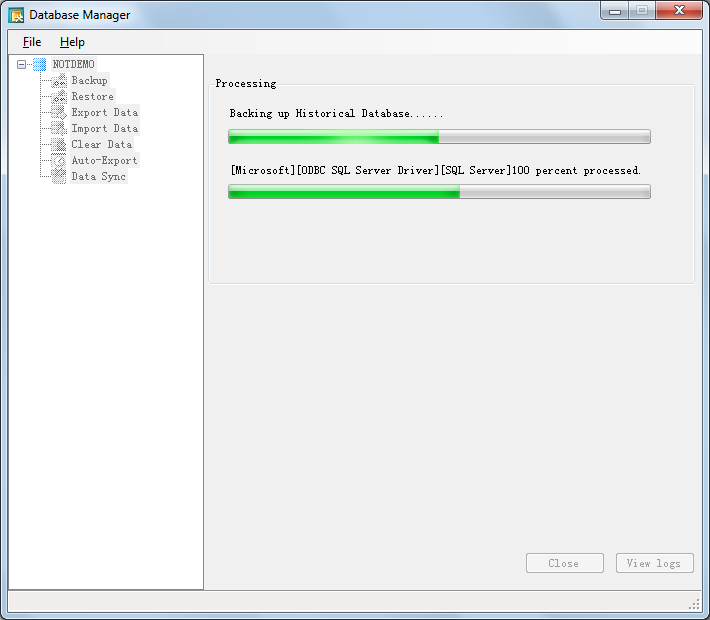 Database Manager
File Help
NOTDEMO
Backup
Restore
Export Data
Import Data
Clear Data
Auto-Export
Data Sync
Processing
Backing up Historical Database......
[Microsoft][ODBC SQL Server Driver][SQL Server]100 percent processed.
Close
View logs